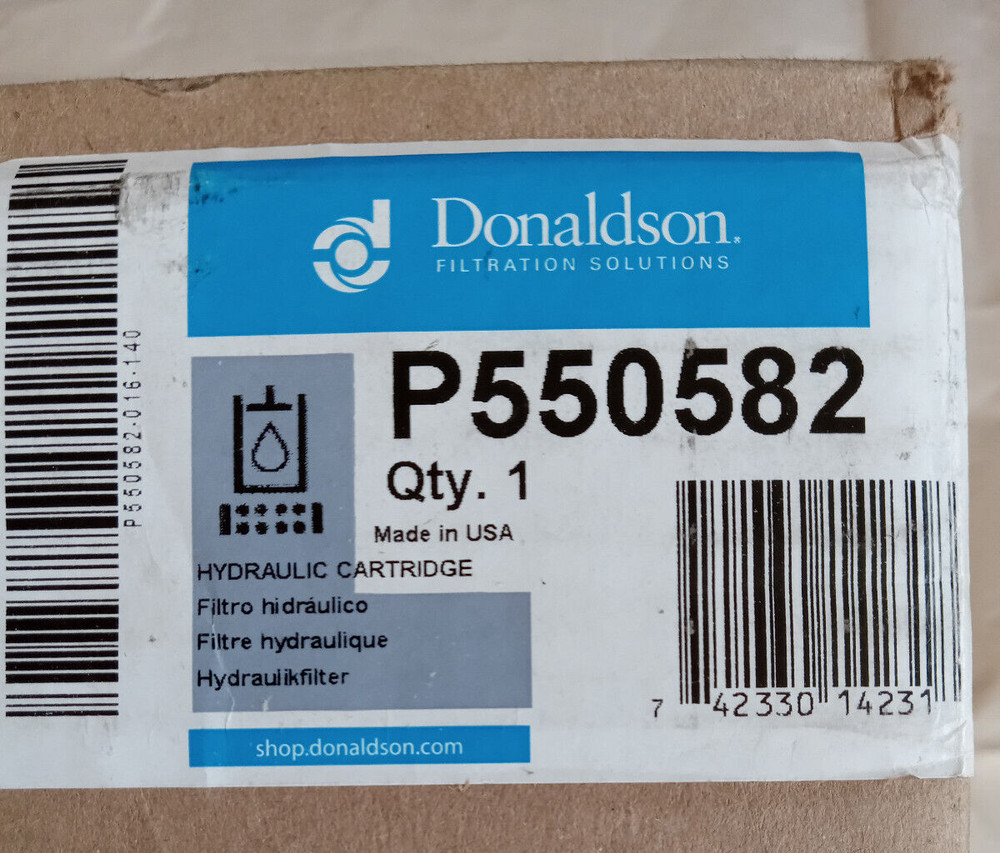 Donaldson®
FILTRATION SOLUTIONS
P550582
Qty. 1
Made in USA
HYDRAULIC CARTRIDGE
Filtro hidráulico
Filtre hydraulique
Hydraulikfilter
shop.donaldson.com
P550582-016-140
7 42330 14231